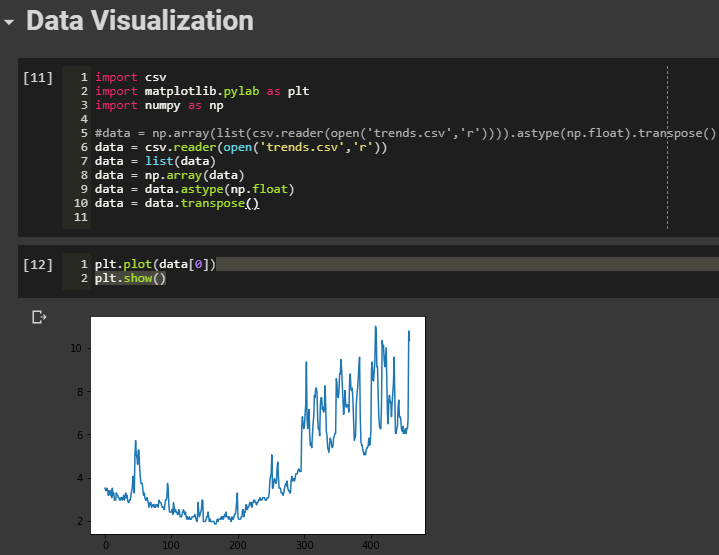 Data Visualization
[11]
1 import csv
2 import matplotlib.pylab as plt
3 import numpy as np
4
5 #data = np.array(list(csv.reader(open('trends.csv','r')))).astype(np.float).transpose()
6 data = csv.reader(open('trends.csv','r'))
7 data = list(data)
8 data = np.array(data)
9 data = data.astype(np.float)
10 data = data.transpose()
11
[12]
1 plt.plot(data[0])
2 plt.show()
10
8
6
4
2
0 100 200 300 400